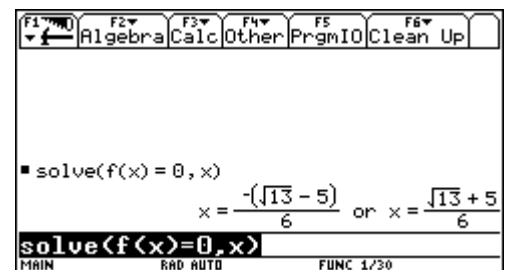 F1 F2 F3 F4 F5 F6
Algebra Calc Other PrgmIO Clean Up
solve(f(x) = 0, x)
x = -(√13 - 5)/6 or x = (√13 + 5)/6
solve(f(x)=0,x)
MAIN RAD AUTO FUNC 1/30